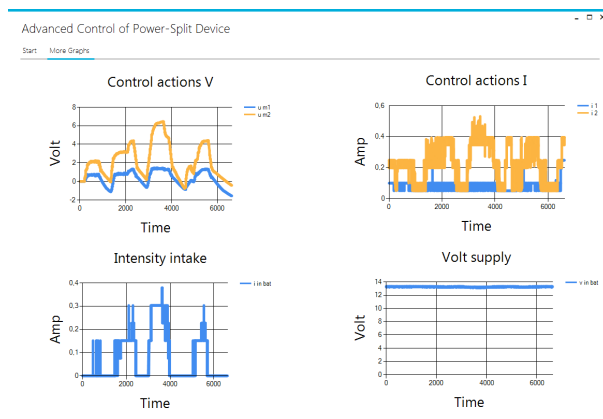 Advanced Control of Power-Split Device
Start More Graphs
Control actions V
Volt
8
6
4
2
0
-2
0 2000 4000 6000
Time
u m1
u m2
Control actions I
Amp
0,6
0,4
0,2
0
0 2000 4000 6000
Time
i 1
i 2
Intensity intake
Amp
0,4
0,3
0,2
0,1
0
0 2000 4000 6000
Time
i in bat
Volt supply
Volt
14
12
10
8
6
4
2
0
0 2000 4000 6000
Time
v in bat